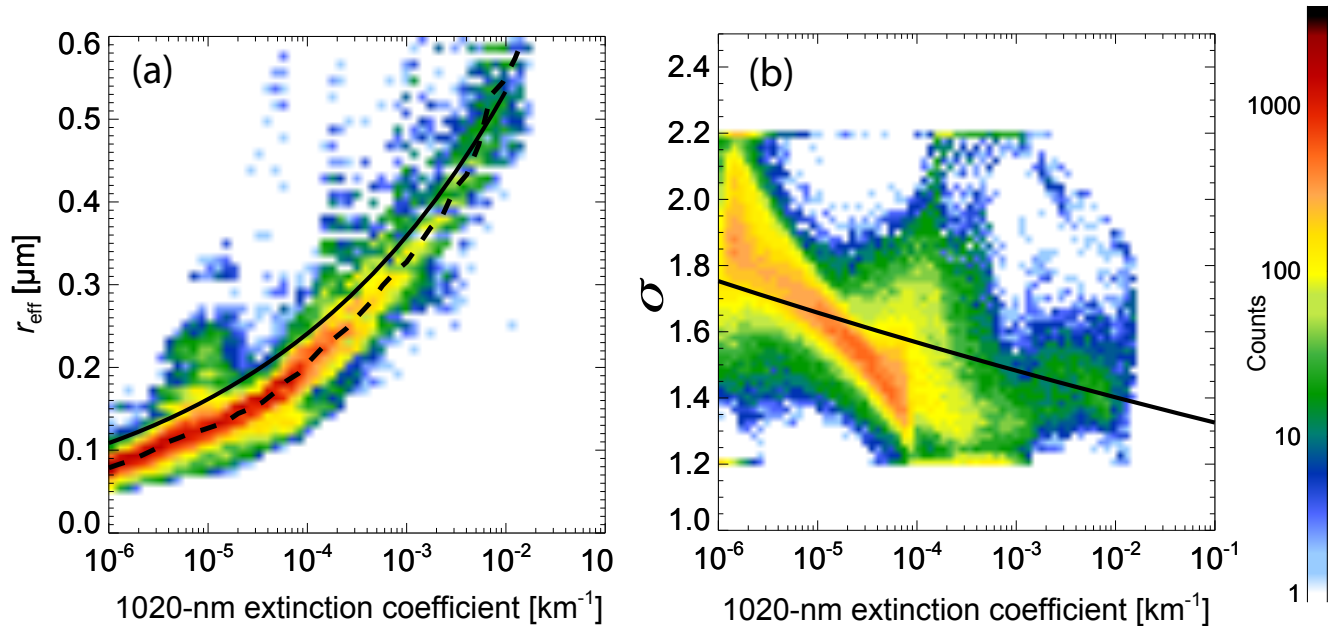 (a)
0.6
0.5
0.4
0.3
0.2
0.1
0.0
r_eff [μm]
10⁻⁶ 10⁻⁵ 10⁻⁴ 10⁻³ 10⁻² 10
1020-nm extinction coefficient [km⁻¹]
(b)
2.4
2.2
2.0
1.8
1.6
1.4
1.2
1.0
σ
10⁻⁶ 10⁻⁵ 10⁻⁴ 10⁻³ 10⁻² 10⁻¹
1020-nm extinction coefficient [km⁻¹]
1000
100
10
1
Counts